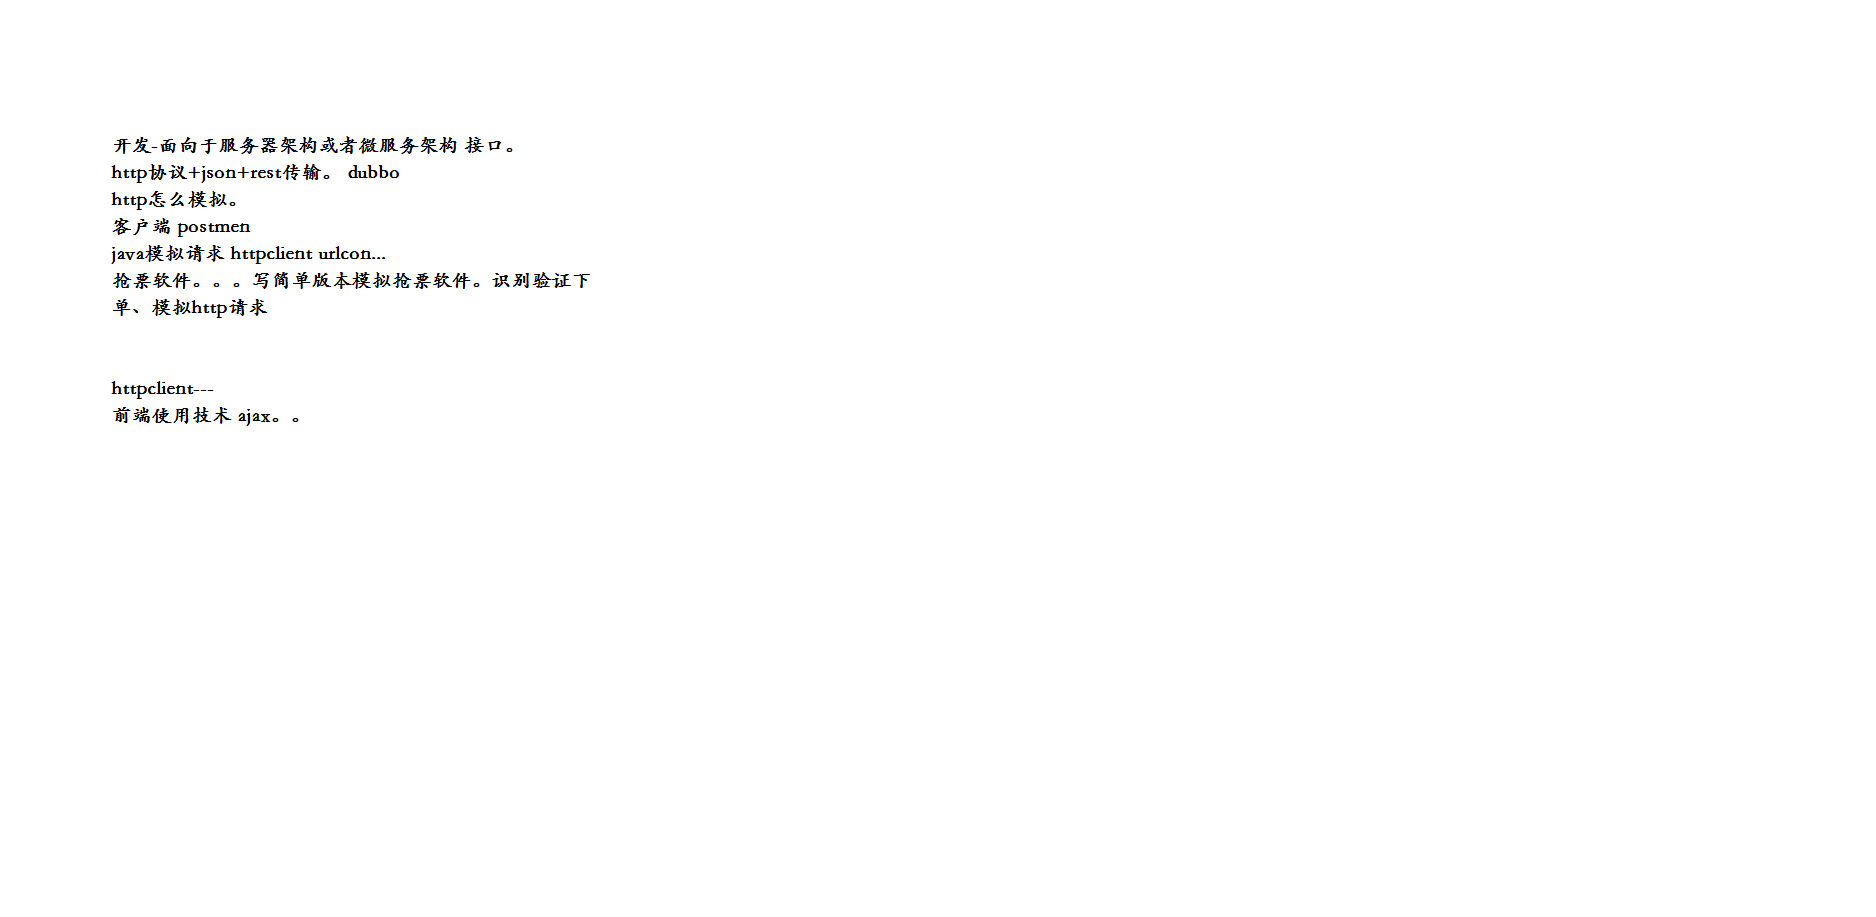 开发-面向于服务器架构或者微服务架构 接口。
http协议+json+rest传输。 dubbo
http怎么模拟。
客户端 postmen
java模拟请求 httpclient urlcon...
抢票软件。。。写简单版本模拟抢票软件。识别验证下
单、模拟http请求
httpclient---
前端使用技术 ajax。。